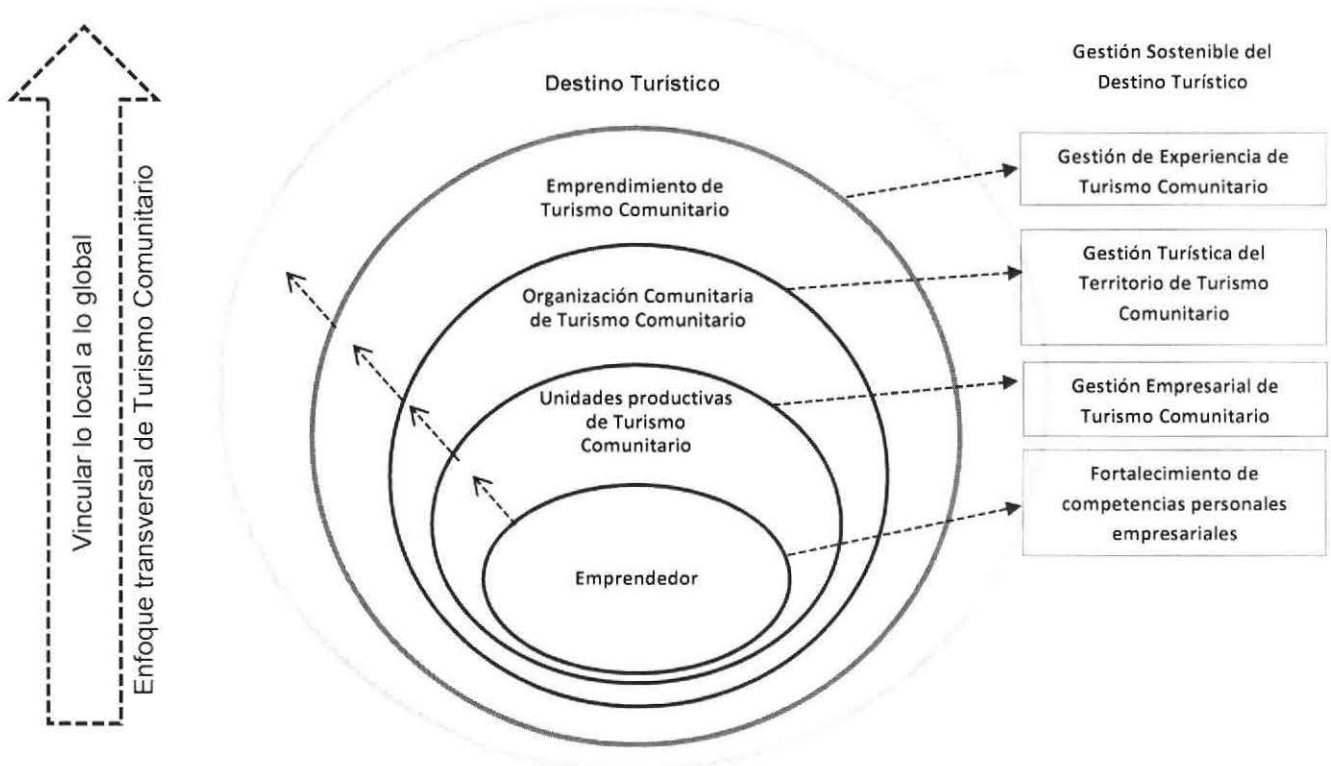 Vincular lo local a lo global
Enfoque transversal de Turismo Comunitario
Destino Turístico
Emprendimiento de
Turismo Comunitario
Organización Comunitaria
de Turismo Comunitario
Unidades productivas
de Turismo
Comunitario
Emprendedor
Gestión Sostenible del
Destino Turístico
Gestión de Experiencia de
Turismo Comunitario
Gestión Turística del
Territorio de Turismo
Comunitario
Gestión Empresarial de
Turismo Comunitario
Fortalecimiento de
competencias personales
empresariales